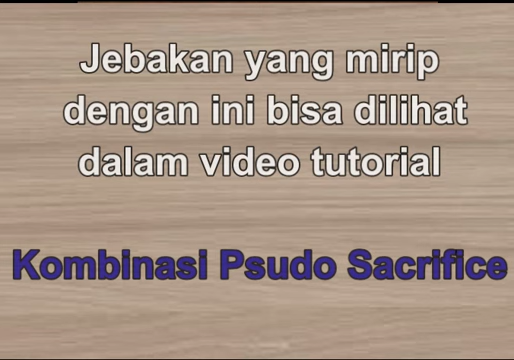 Jebakan yang mirip
dengan ini bisa dilihat
dalam video tutorial
Kombinasi Psudo Sacrifice